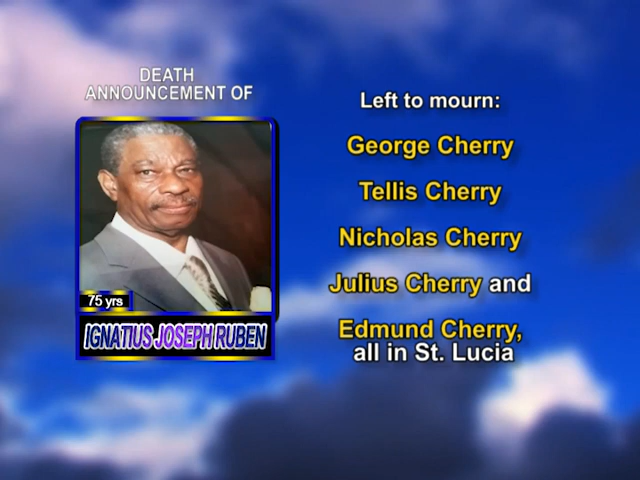 DEATH
ANNOUNCEMENT OF
75 yrs
IGNATIUS JOSEPH RUBEN
Left to mourn:
George Cherry
Tellis Cherry
Nicholas Cherry
Julius Cherry and
Edmund Cherry,
all in St. Lucia